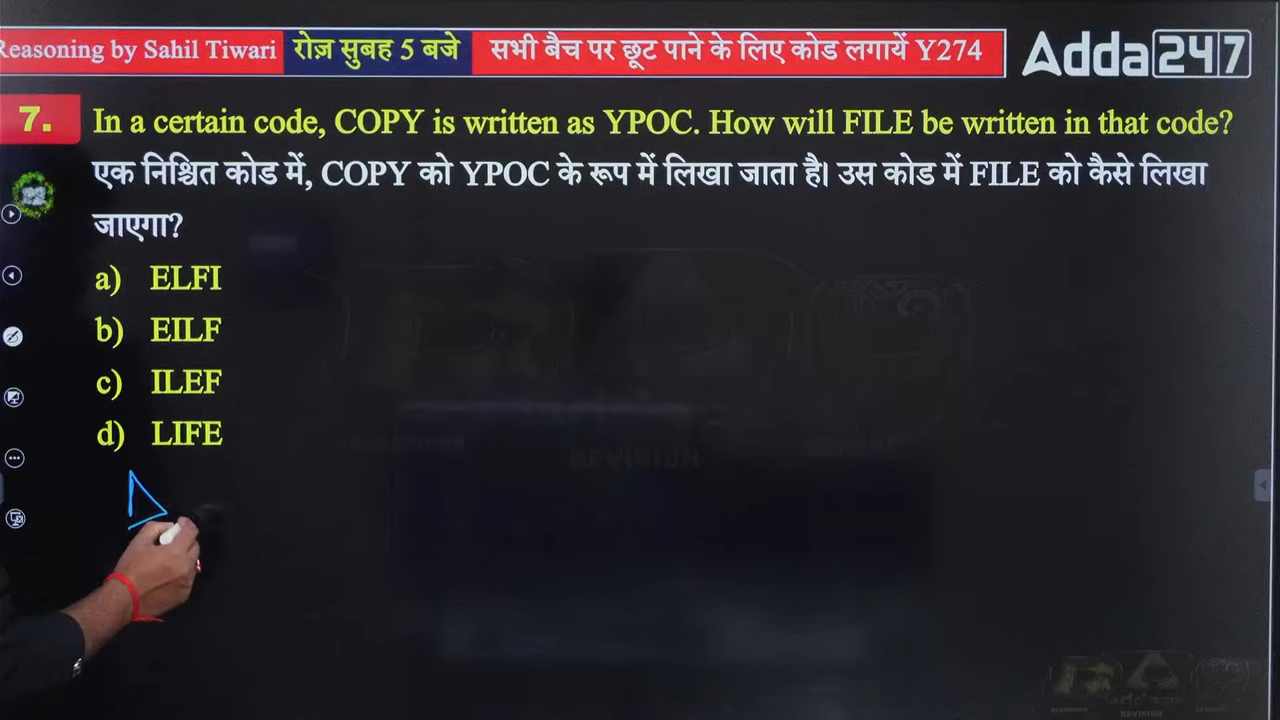 Reasoning by Sahil Tiwari रोज़ सुबह 5 बजे सभी बैच पर छूट पाने के लिए कोड लगायें Y274 Adda247
7. In a certain code, COPY is written as YPOC. How will FILE be written in that code?
एक निश्चित कोड में, COPY को YPOC के रूप में लिखा जाता है। उस कोड में FILE को कैसे लिखा
जाएगा?
a) ELFI
b) EILF
c) ILEF
d) LIFE